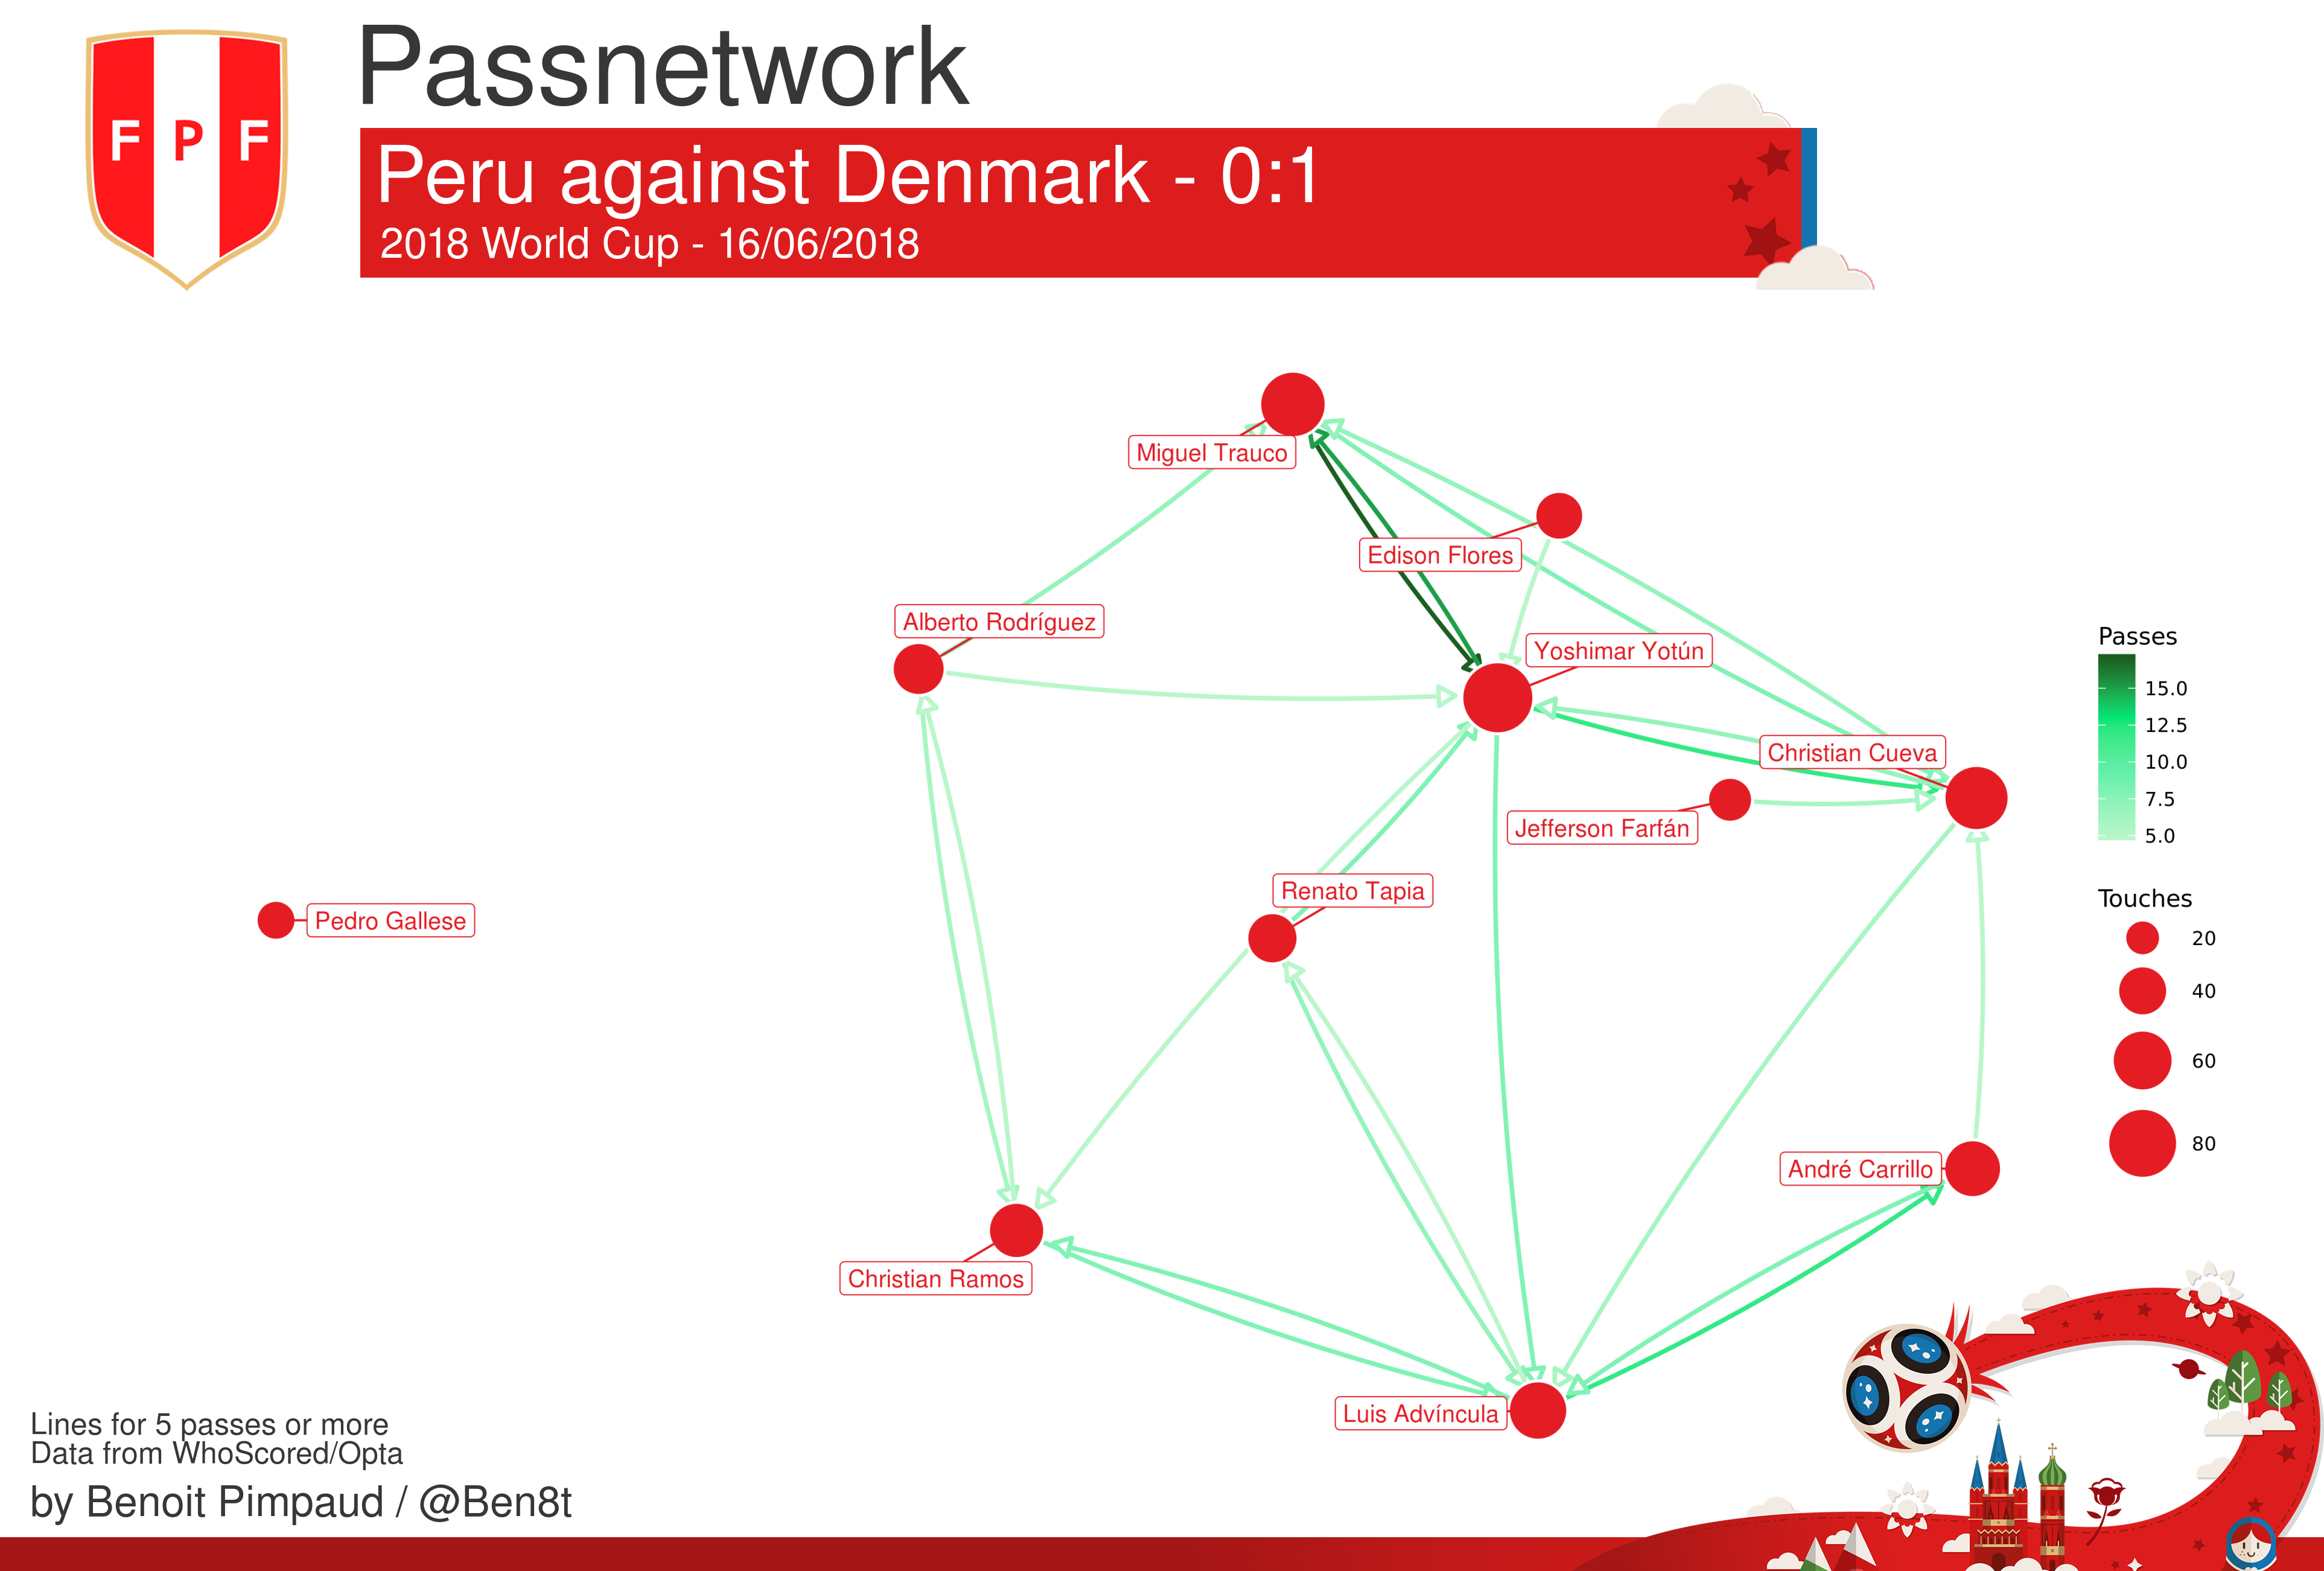 F P F
Passnetwork
Peru against Denmark - 0:1
2018 World Cup - 16/06/2018
Miguel Trauco
Edison Flores
Alberto Rodríguez
Yoshimar Yotún
Christian Cueva
Jefferson Farfán
Renato Tapia
Pedro Gallese
André Carrillo
Christian Ramos
Luis Advíncula
Passes
15.0
12.5
10.0
7.5
5.0
Touches
20
40
60
80
Lines for 5 passes or more
Data from WhoScored/Opta
by Benoit Pimpaud / @Ben8t